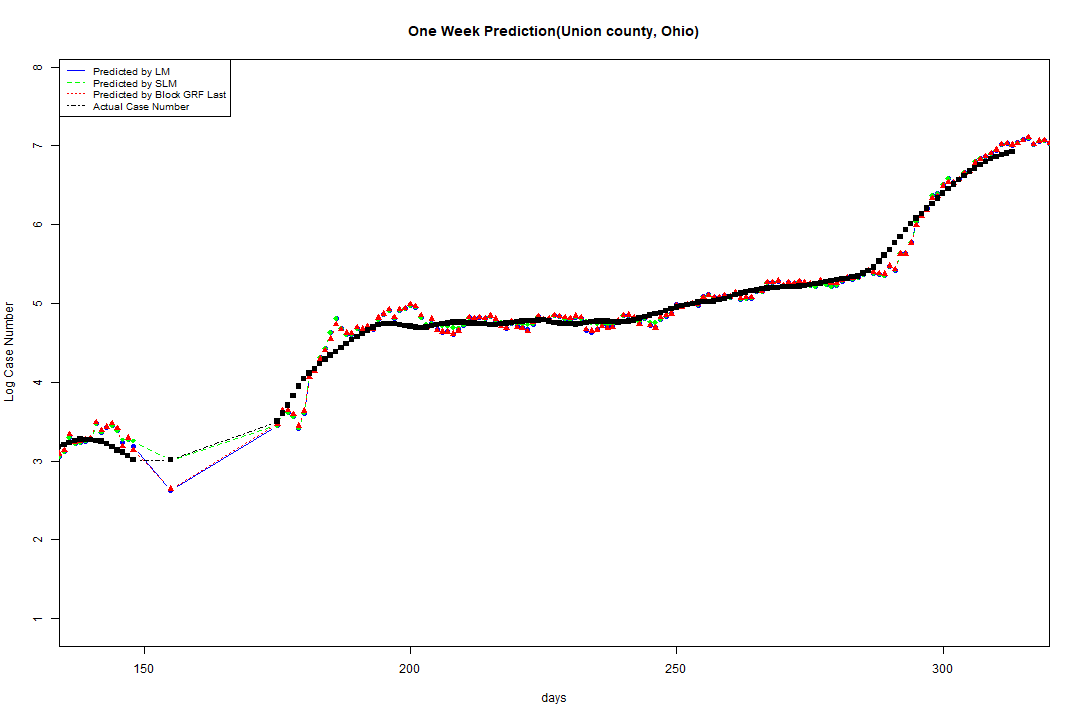 One Week Prediction(Union county, Ohio)
Predicted by LM
Predicted by SLM
Predicted by Block GRF Last
Actual Case Number
8
7
6
5
4
3
2
1
Log Case Number
150 200 250 300
days